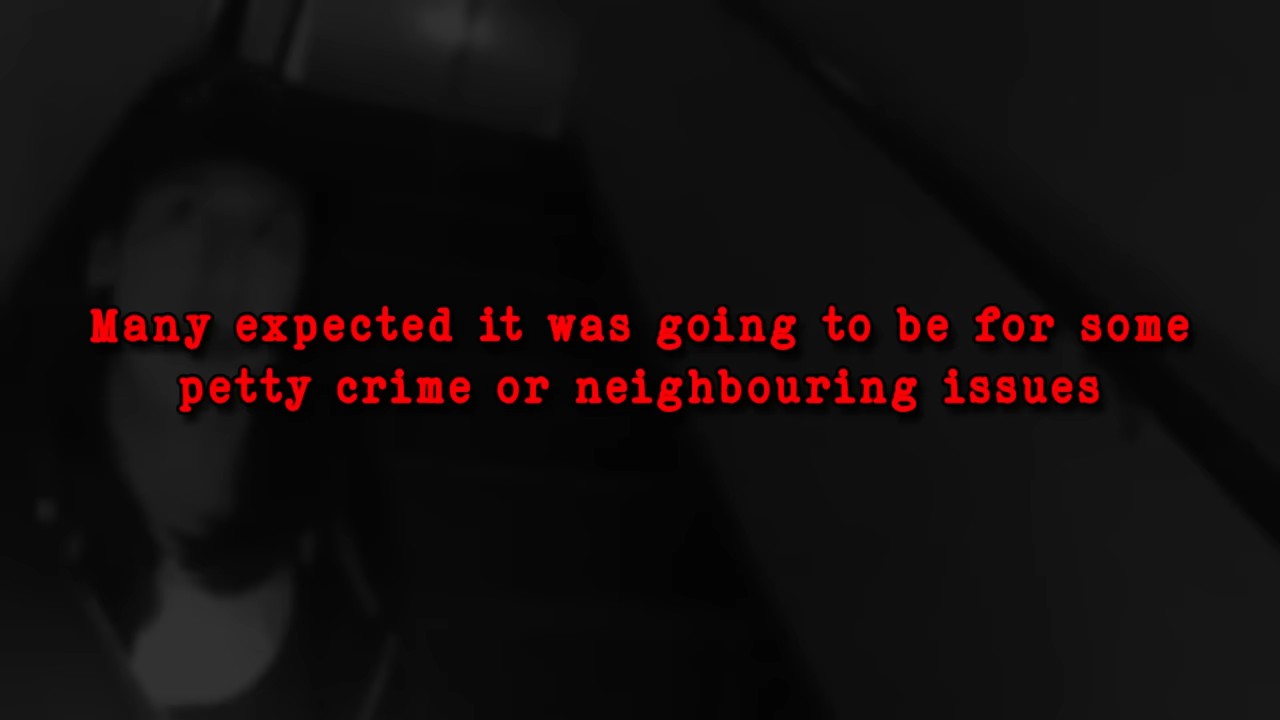 Many expected it was going to be for some
petty crime or neighbouring issues